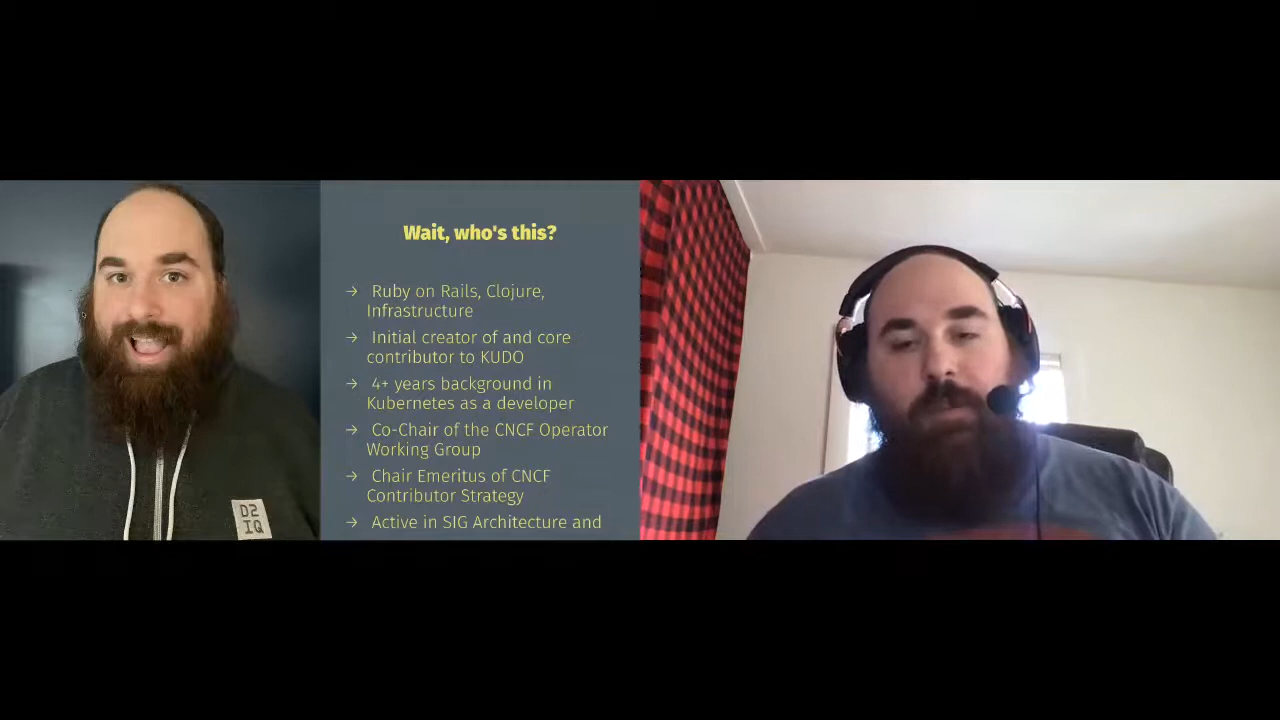 Wait, who's this?
→ Ruby on Rails, Clojure,
Infrastructure
→ Initial creator of and core
contributor to KUDO
→ 4+ years background in
Kubernetes as a developer
→ Co-Chair of the CNCF Operator
Working Group
→ Chair Emeritus of CNCF
Contributor Strategy
→ Active in SIG Architecture and
D2
IQ